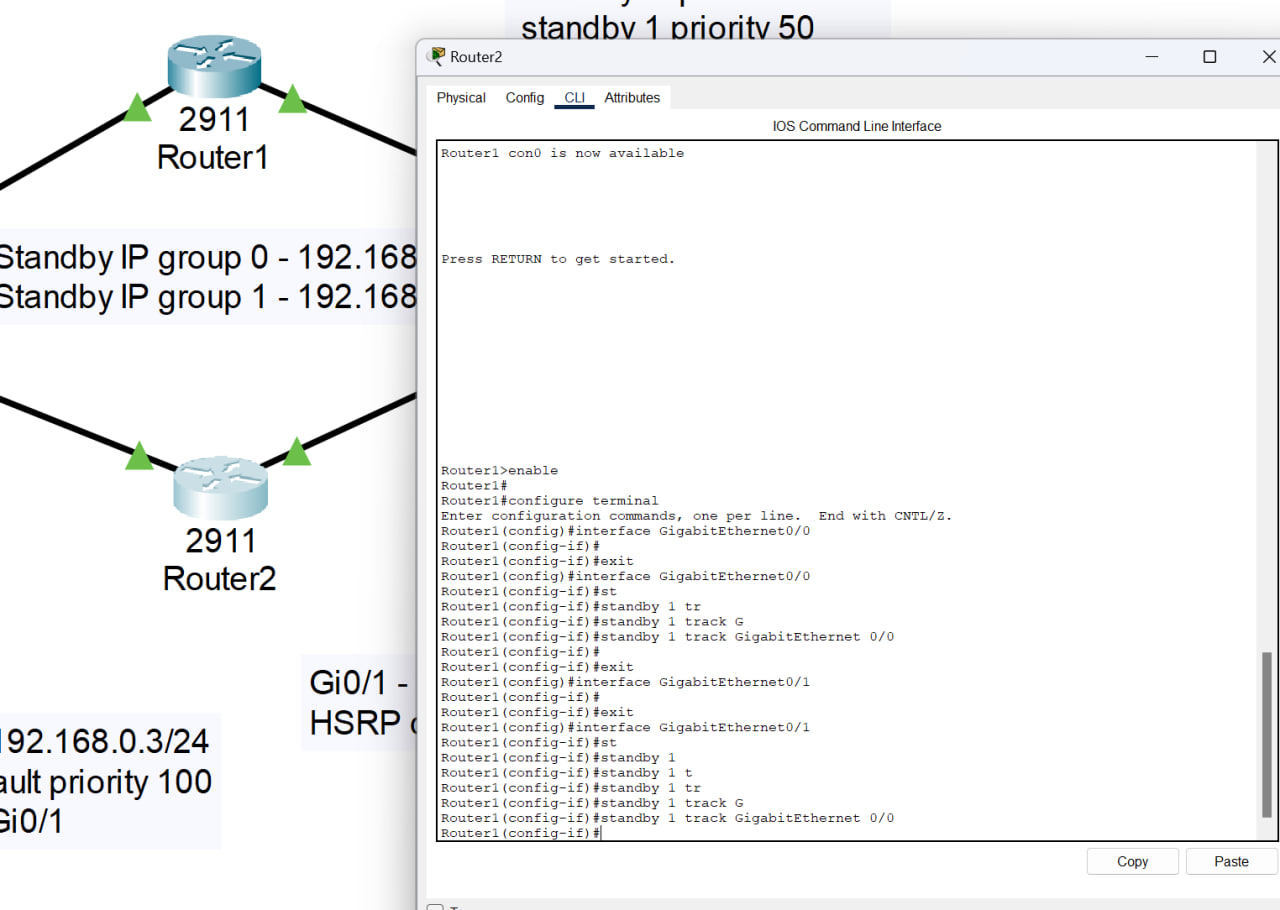 standby 1 priority 50
2911
Router1
Standby IP group 0 - 192.168
Standby IP group 1 - 192.168
2911
Router2
Gi0/1 -
HSRP
192.168.0.3/24
ault priority 100
Gi0/1
Router2
Physical Config CLI Attributes
IOS Command Line Interface
Router1 con0 is now available
Press RETURN to get started.
Router1>enable
Router1#
Router1#configure terminal
Enter configuration commands, one per line.  End with CNTL/Z.
Router1(config)#interface GigabitEthernet0/0
Router1(config-if)#
Router1(config-if)#exit
Router1(config)#interface GigabitEthernet0/0
Router1(config-if)#st
Router1(config-if)#standby 1 tr
Router1(config-if)#standby 1 track G
Router1(config-if)#standby 1 track GigabitEthernet 0/0
Router1(config-if)#
Router1(config-if)#exit
Router1(config)#interface GigabitEthernet0/1
Router1(config-if)#
Router1(config-if)#exit
Router1(config)#interface GigabitEthernet0/1
Router1(config-if)#st
Router1(config-if)#standby 1
Router1(config-if)#standby 1 t
Router1(config-if)#standby 1 tr
Router1(config-if)#standby 1 track G
Router1(config-if)#standby 1 track GigabitEthernet 0/0
Router1(config-if)#
Copy Paste